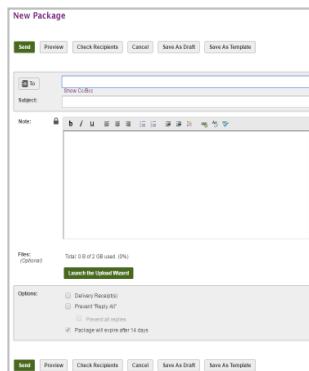 New Package
Send Preview Check Recipients Cancel Save As Draft Save As Template
To
Show Cc/Bcc
Subject:
Note: b i u
Files: Total: 0 B of 2 GB used (0%)
(Optional)
Launch the Upload Wizard
Options: Delivery Receipt(s)
Prevent "Reply All"
Prevent all replies
Package will expire after 14 days
Send Preview Check Recipients Cancel Save As Draft Save As Template